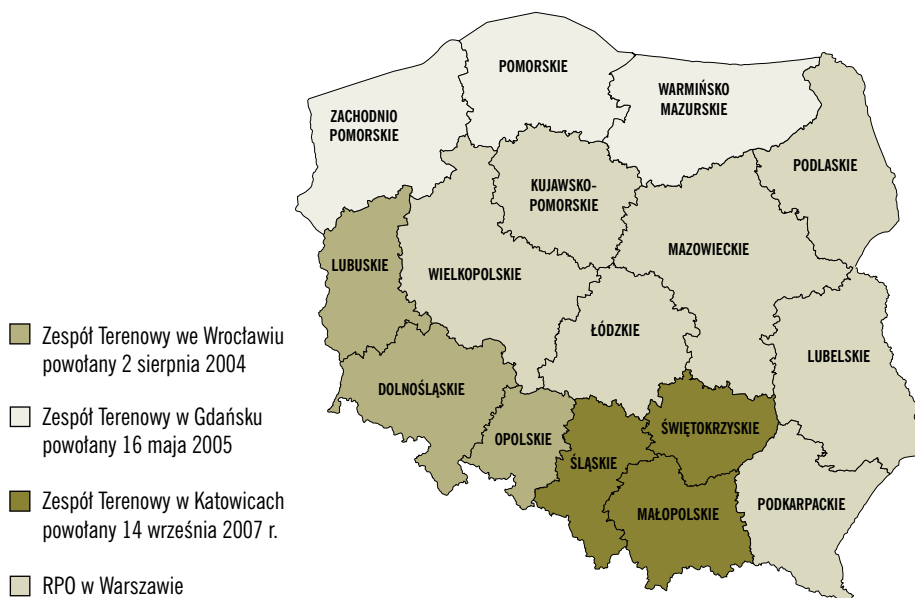 POMORSKIE
WARMIŃSKO
MAZURSKIE
ZACHODNIO
POMORSKIE
PODLASKIE
KUJAWSKO-
POMORSKIE
MAZOWIECKIE
LUBUSKIE
WIELKOPOLSKIE
ŁÓDZKIE
LUBELSKIE
DOLNOŚLĄSKIE
OPOLSKIE
ŚWIĘTOKRZYSKIE
ŚLĄSKIE
PODKARPACKIE
MAŁOPOLSKIE
Zespół Terenowy we Wrocławiu
powołany 2 sierpnia 2004
Zespół Terenowy w Gdańsku
powołany 16 maja 2005
Zespół Terenowy w Katowicach
powołany 14 września 2007 r.
RPO w Warszawie